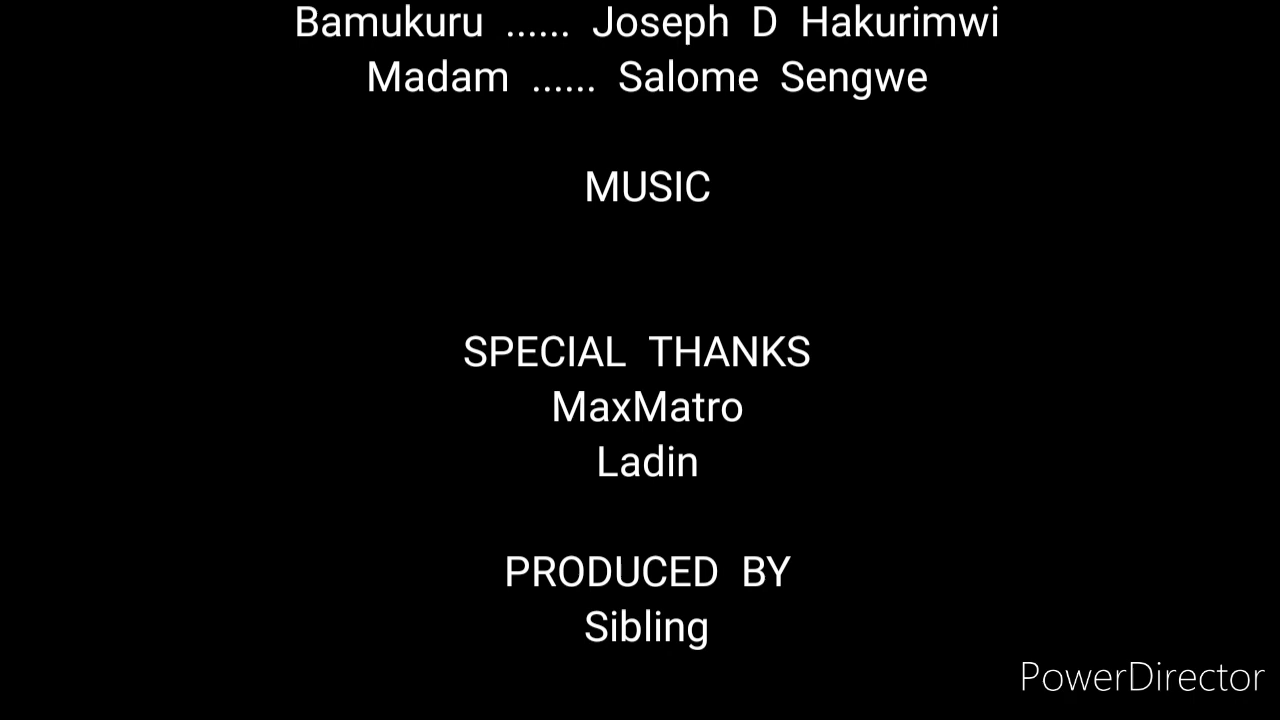 Bamukuru ...... Joseph D Hakurimwi
Madam ...... Salome Sengwe
MUSIC
SPECIAL THANKS
MaxMatro
Ladin
PRODUCED BY
Sibling
PowerDirector